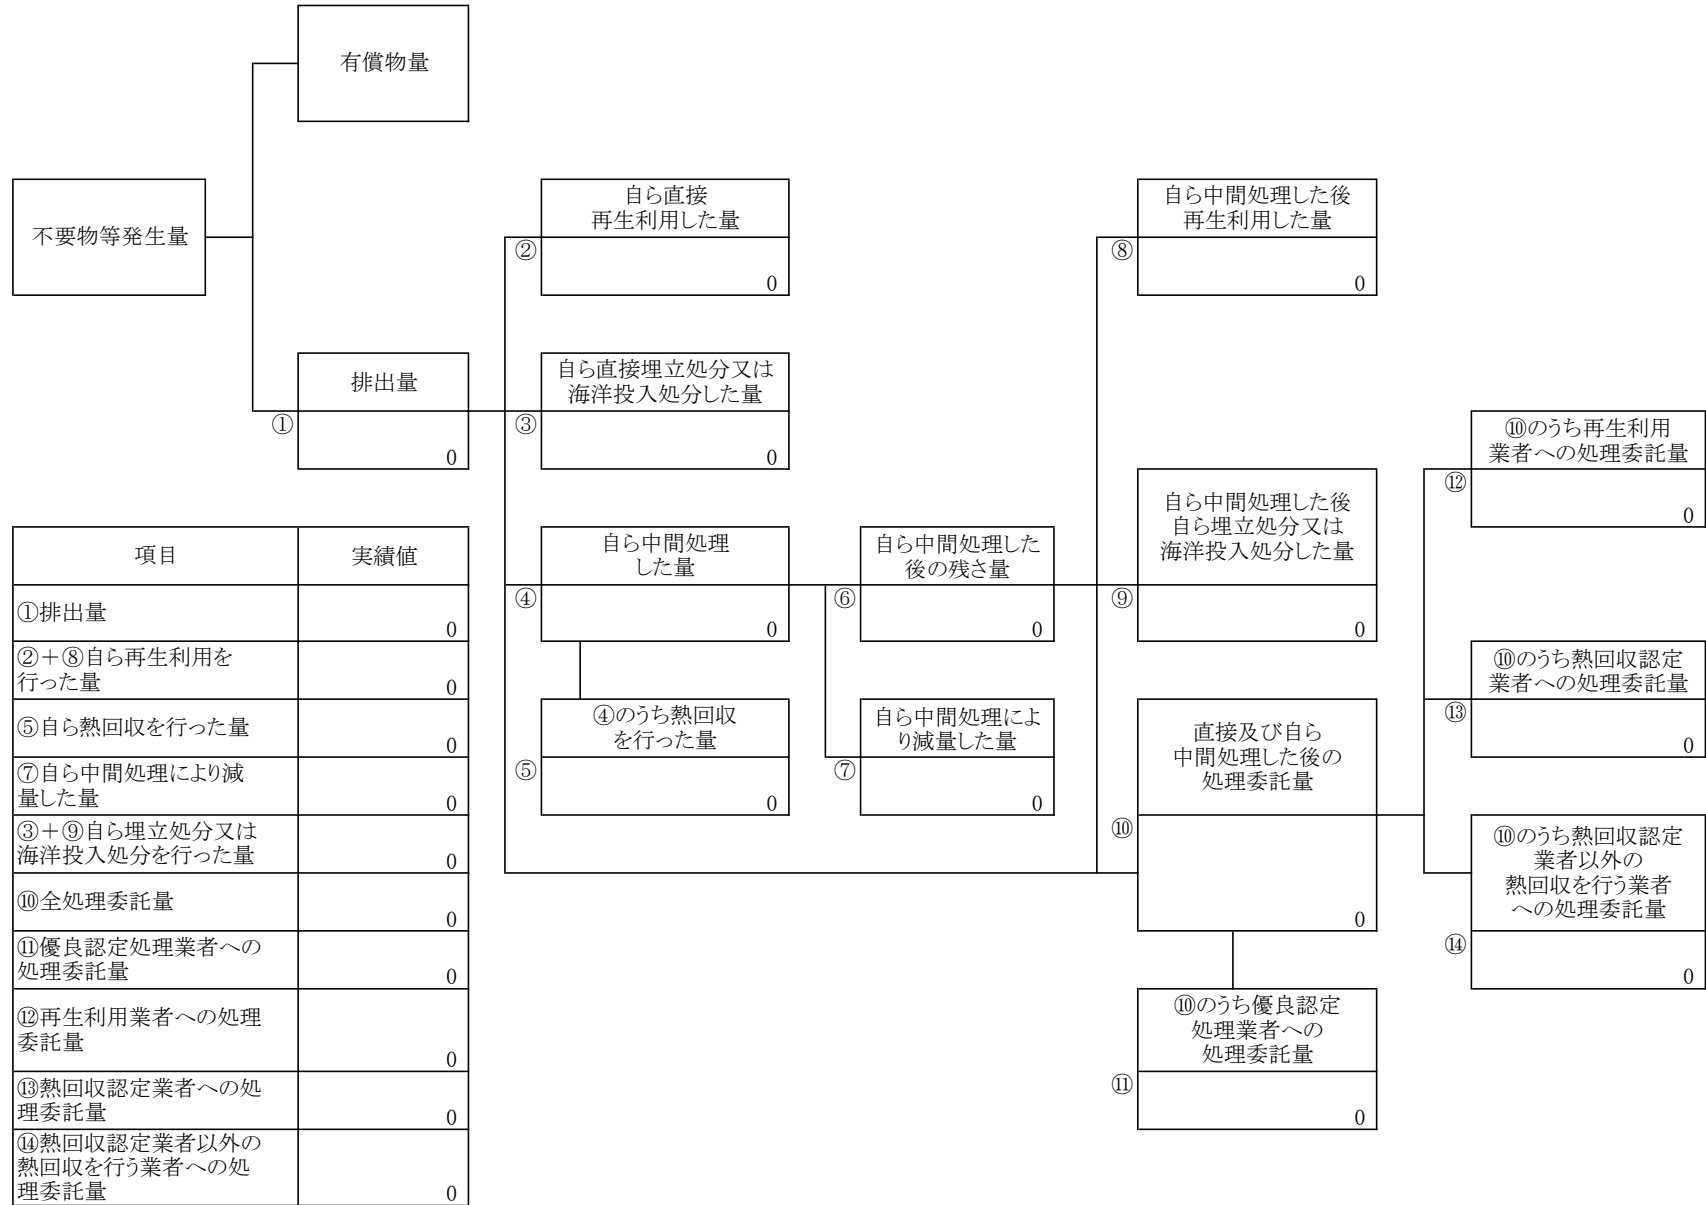 有償物量
不要物等発生量
自ら直接
再生利用した量
②
0
自ら中間処理した後
再生利用した量
⑧
0
排出量
①
0
自ら直接埋立処分又は
海洋投入処分した量
③
0
⑩のうち再生利用
業者への処理委託量
⑫
0
自ら中間処理した後
自ら埋立処分又は
海洋投入処分した量
⑨
0
自ら中間処理
した量
④
0
自ら中間処理した
後の残さ量
⑥
0
⑩のうち熱回収認定
業者への処理委託量
⑬
0
④のうち熱回収
を行った量
⑤
0
自ら中間処理によ
り減量した量
⑦
0
直接及び自ら
中間処理した後の
処理委託量
⑩
0
⑩のうち熱回収認定
業者以外の
熱回収を行う業者
への処理委託量
⑭
0
⑩のうち優良認定
処理業者への
処理委託量
⑪
0
項目 実績値
①排出量
0
②＋⑧自ら再生利用を
行った量
0
⑤自ら熱回収を行った量
0
⑦自ら中間処理により減
量した量
0
③＋⑨自ら埋立処分又は
海洋投入処分を行った量
0
⑩全処理委託量
0
⑪優良認定処理業者への
処理委託量
0
⑫再生利用業者への処理
委託量
0
⑬熱回収認定業者への処
理委託量
0
⑭熱回収認定業者以外の
熱回収を行う業者への処
理委託量
0